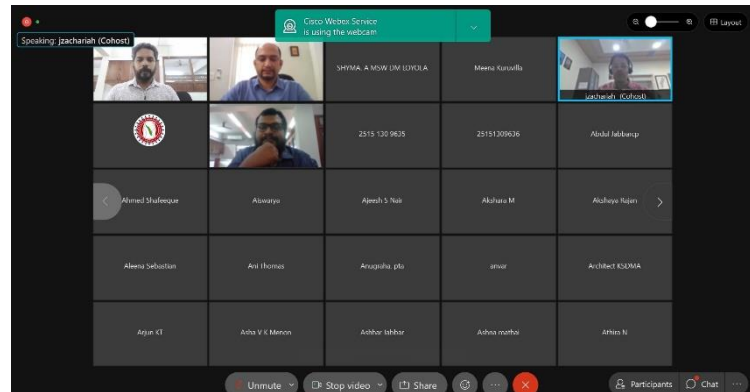 Cisco Webex Service
is using the webcam
Layout
Speaking: jzachariah (Cohost)
SHYMA. A MSW DM LOYOLA
Meena Kuruvilla
jzachariah (Cohost)
2515 130 9635
25151309636
Abdul Jabbarcp
Ahmed Shafeeque
Aiswarya
Ajeesh S Nair
Akshara M
Akshaya Rajan
Aleena Sebastian
Ani Thomas
Anugraha, pta
anvar
Architect KSDMA
Arjun KT
Asha V K Menon
Ashbar Jabbar
Ashna mathai
Athira N
Unmute
Stop video
Share
Participants
Chat